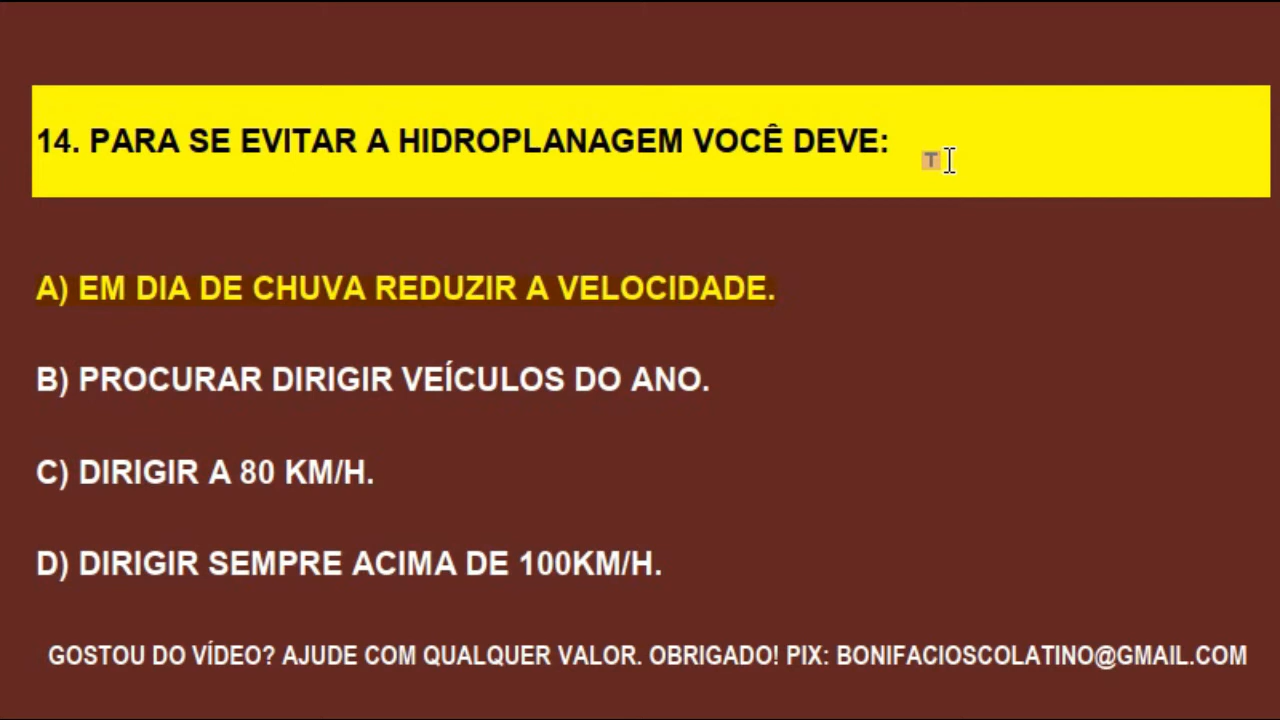 14. PARA SE EVITAR A HIDROPLANAGEM VOCÊ DEVE:
T
A) EM DIA DE CHUVA REDUZIR A VELOCIDADE.
B) PROCURAR DIRIGIR VEÍCULOS DO ANO.
C) DIRIGIR A 80 KM/H.
D) DIRIGIR SEMPRE ACIMA DE 100KM/H.
GOSTOU DO VÍDEO? AJUDE COM QUALQUER VALOR. OBRIGADO! PIX: BONIFACIOSCOLATINO@GMAIL.COM